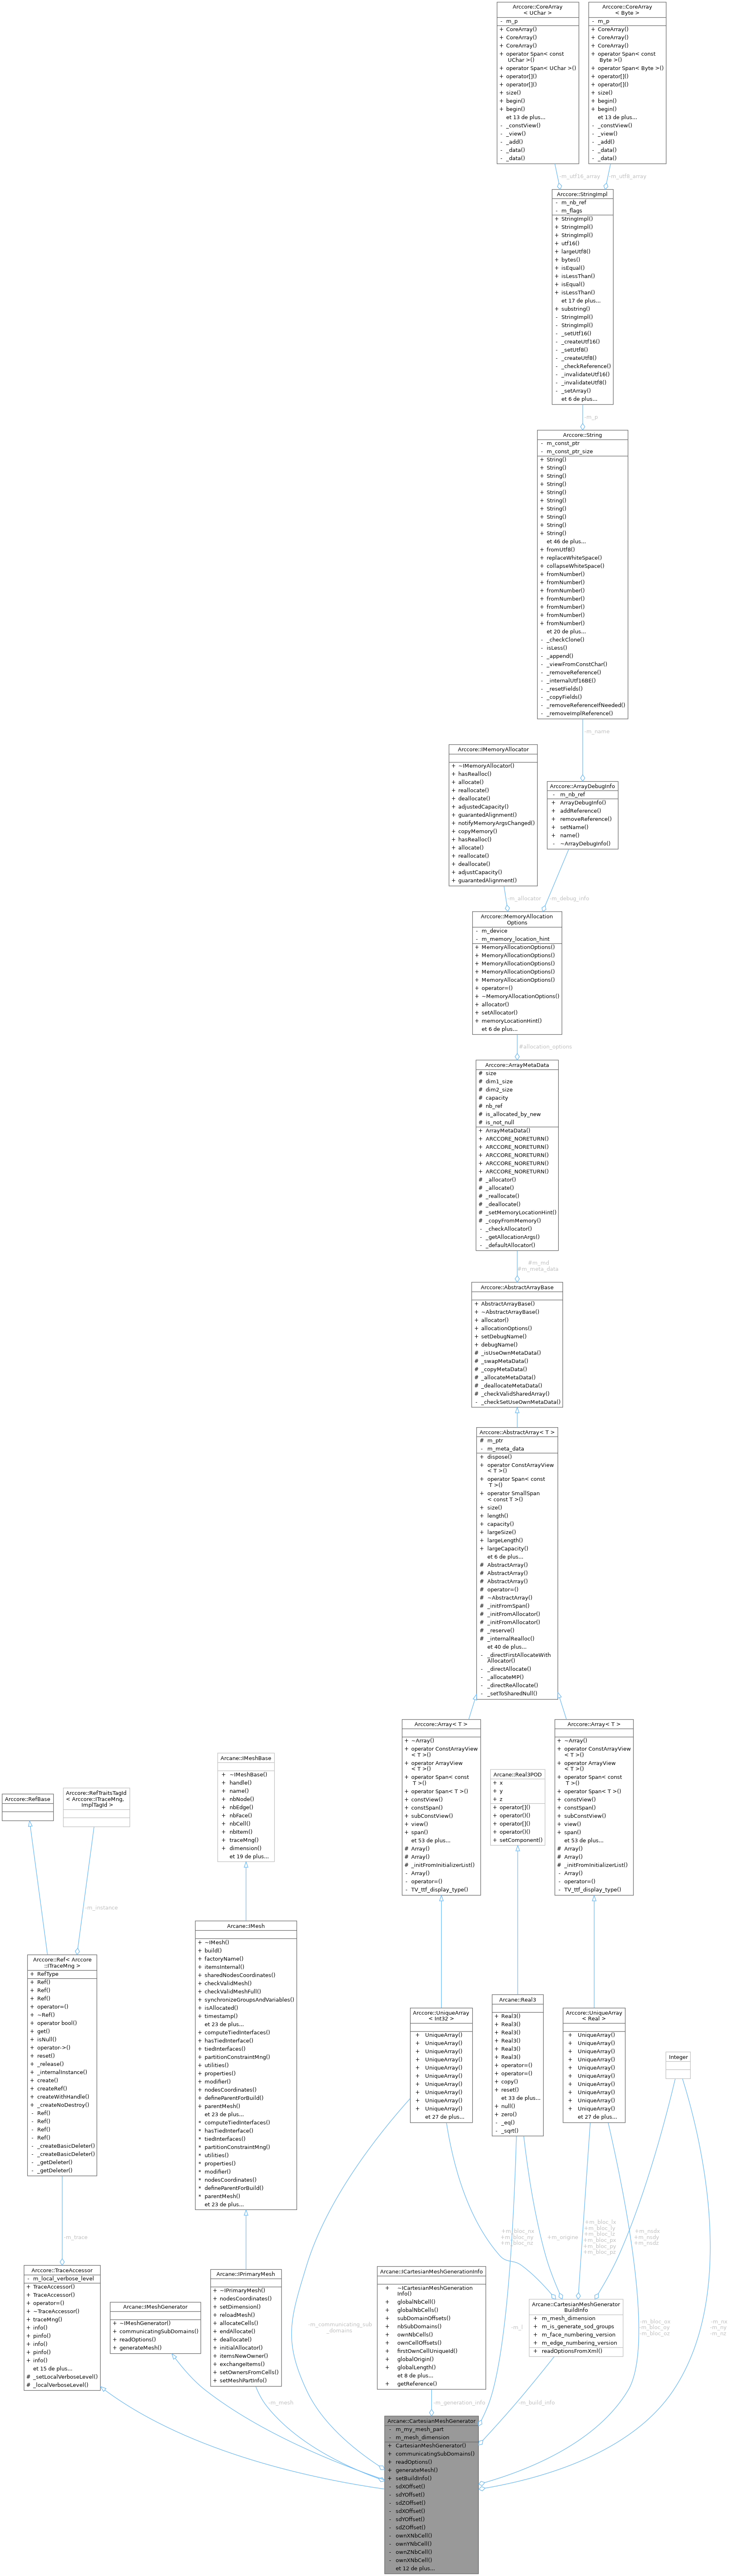 Arccore::CoreArray
< UChar >
- m_p
+ CoreArray()
+ CoreArray()
+ CoreArray()
+ operator Span< const
UChar >()
+ operator Span< UChar >()
+ operator[]()
+ operator[]()
+ size()
+ begin()
+ begin()
et 13 de plus...
- _constView()
- _view()
- _add()
- _data()
- _data()
Arccore::CoreArray
< Byte >
- m_p
+ CoreArray()
+ CoreArray()
+ CoreArray()
+ operator Span< const
Byte >()
+ operator Span< Byte >()
+ operator[]()
+ operator[]()
+ size()
+ begin()
+ begin()
et 13 de plus...
- _constView()
- _view()
- _add()
- _data()
- _data()
-m_utf16_array
-m_utf8_array
Arccore::StringImpl
- m_nb_ref
- m_flags
+ StringImpl()
+ StringImpl()
+ StringImpl()
+ utf16()
+ largeUtf8()
+ bytes()
+ isEqual()
+ isLessThan()
+ isEqual()
+ isLessThan()
et 17 de plus...
+ substring()
- StringImpl()
- StringImpl()
- _setUtf16()
- _createUtf16()
- _setUtf8()
- _createUtf8()
- _checkReference()
- _invalidateUtf16()
- _invalidateUtf8()
- _setArray()
et 6 de plus...
-m_p
Arccore::String
- m_const_ptr
- m_const_ptr_size
+ String()
+ String()
+ String()
+ String()
+ String()
+ String()
+ String()
+ String()
+ String()
+ String()
et 46 de plus...
+ fromUtf8()
+ replaceWhiteSpace()
+ collapseWhiteSpace()
+ fromNumber()
+ fromNumber()
+ fromNumber()
+ fromNumber()
+ fromNumber()
+ fromNumber()
+ fromNumber()
et 20 de plus...
- _checkClone()
- isLess()
- _append()
- _viewFromConstChar()
- _removeReference()
- _internalUtf16BE()
- _resetFields()
- _copyFields()
- _removeReferenceIfNeeded()
- _removeImplReference()
-m_name
Arccore::IMemoryAllocator
+ ~IMemoryAllocator()
+ hasRealloc()
+ allocate()
+ reallocate()
+ deallocate()
+ adjustedCapacity()
+ guarantedAlignment()
+ notifyMemoryArgsChanged()
+ copyMemory()
+ hasRealloc()
+ allocate()
+ reallocate()
+ deallocate()
+ adjustCapacity()
+ guarantedAlignment()
Arccore::ArrayDebugInfo
- m_nb_ref
+ ArrayDebugInfo()
+ addReference()
+ removeReference()
+ setName()
+ name()
- ~ArrayDebugInfo()
-m_allocator
-m_debug_info
Arccore::MemoryAllocation
Options
- m_device
- m_memory_location_hint
+ MemoryAllocationOptions()
+ MemoryAllocationOptions()
+ MemoryAllocationOptions()
+ MemoryAllocationOptions()
+ MemoryAllocationOptions()
+ operator=()
+ ~MemoryAllocationOptions()
+ allocator()
+ setAllocator()
+ memoryLocationHint()
et 6 de plus...
#allocation_options
Arccore::ArrayMetaData
# size
# dim1_size
# dim2_size
# capacity
# nb_ref
# is_allocated_by_new
# is_not_null
+ ArrayMetaData()
+ ARCCORE_NORETURN()
+ ARCCORE_NORETURN()
+ ARCCORE_NORETURN()
+ ARCCORE_NORETURN()
+ ARCCORE_NORETURN()
# _allocator()
# _allocate()
# _reallocate()
# _deallocate()
# _setMemoryLocationHint()
# _copyFromMemory()
- _checkAllocator()
- _getAllocationArgs()
- _defaultAllocator()
#m_md
#m_meta_data
Arccore::AbstractArrayBase
+ AbstractArrayBase()
+ ~AbstractArrayBase()
+ allocator()
+ allocationOptions()
+ setDebugName()
+ debugName()
# _isUseOwnMetaData()
# _swapMetaData()
# _copyMetaData()
# _allocateMetaData()
# _deallocateMetaData()
# _checkValidSharedArray()
- _checkSetUseOwnMetaData()
Arccore::AbstractArray< T >
# m_ptr
- m_meta_data
+ dispose()
+ operator ConstArrayView
< T >()
+ operator Span< const
T >()
+ operator SmallSpan
< const T >()
+ size()
+ length()
+ capacity()
+ largeSize()
+ largeLength()
+ largeCapacity()
et 6 de plus...
# AbstractArray()
# AbstractArray()
# AbstractArray()
# operator=()
# ~AbstractArray()
# _initFromSpan()
# _initFromAllocator()
# _initFromAllocator()
# _reserve()
# _internalRealloc()
et 40 de plus...
- _directFirstAllocateWith
Allocator()
- _directAllocate()
- _allocateMP()
- _directReAllocate()
- _setToSharedNull()
Arccore::Array< T >
+ ~Array()
+ operator ConstArrayView
< T >()
+ operator ArrayView
< T >()
+ operator Span< const
T >()
+ operator Span< T >()
+ constView()
+ constSpan()
+ subConstView()
+ view()
+ span()
et 53 de plus...
# Array()
# Array()
# _initFromInitializerList()
- Array()
- operator=()
- TV_ttf_display_type()
Arccore::Array< T >
+ ~Array()
+ operator ConstArrayView
< T >()
+ operator ArrayView
< T >()
+ operator Span< const
T >()
+ operator Span< T >()
+ constView()
+ constSpan()
+ subConstView()
+ view()
+ span()
et 53 de plus...
# Array()
# Array()
# _initFromInitializerList()
- Array()
- operator=()
- TV_ttf_display_type()
Arcane::Real3POD
+ x
+ y
+ z
+ operator[]()
+ operator()()
+ operator[]()
+ operator()()
+ setComponent()
Arcane::IMeshBase
+ ~IMeshBase()
+ handle()
+ name()
+ nbNode()
+ nbEdge()
+ nbFace()
+ nbCell()
+ nbItem()
+ traceMng()
+ dimension()
et 19 de plus...
Arccore::RefBase
Arccore::RefTraitsTagId
< Arccore::ITraceMng,
ImplTagId >
-m_instance
Arccore::Ref< Arccore
::ITraceMng >
+ RefType
+ Ref()
+ Ref()
+ Ref()
+ operator=()
+ ~Ref()
+ operator bool()
+ get()
+ isNull()
+ operator->()
+ reset()
+ _release()
+ _internalInstance()
+ create()
+ createRef()
+ createWithHandle()
+ _createNoDestroy()
- Ref()
- Ref()
- Ref()
- Ref()
- _createBasicDeleter()
- _createBasicDeleter()
- _getDeleter()
- _getDeleter()
-m_trace
Arcane::IMesh
+ ~IMesh()
+ build()
+ factoryName()
+ itemsInternal()
+ sharedNodesCoordinates()
+ checkValidMesh()
+ checkValidMeshFull()
+ synchronizeGroupsAndVariables()
+ isAllocated()
+ timestamp()
et 23 de plus...
+ computeTiedInterfaces()
+ hasTiedInterface()
+ tiedInterfaces()
+ partitionConstraintMng()
+ utilities()
+ properties()
+ modifier()
+ nodesCoordinates()
+ defineParentForBuild()
+ parentMesh()
et 23 de plus...
* computeTiedInterfaces()
* hasTiedInterface()
* tiedInterfaces()
* partitionConstraintMng()
* utilities()
* properties()
* modifier()
* nodesCoordinates()
* defineParentForBuild()
* parentMesh()
et 23 de plus...
Arccore::UniqueArray
< Int32 >
+ UniqueArray()
+ UniqueArray()
+ UniqueArray()
+ UniqueArray()
+ UniqueArray()
+ UniqueArray()
+ UniqueArray()
+ UniqueArray()
+ UniqueArray()
+ UniqueArray()
et 27 de plus...
Arcane::Real3
+ Real3()
+ Real3()
+ Real3()
+ Real3()
+ Real3()
+ Real3()
+ operator=()
+ operator=()
+ copy()
+ reset()
et 33 de plus...
+ null()
+ zero()
- _eq()
- _sqrt()
Arccore::UniqueArray
< Real >
+ UniqueArray()
+ UniqueArray()
+ UniqueArray()
+ UniqueArray()
+ UniqueArray()
+ UniqueArray()
+ UniqueArray()
+ UniqueArray()
+ UniqueArray()
+ UniqueArray()
et 27 de plus...
Integer
+m_bloc_nx
+m_bloc_ny
+m_bloc_nz
+m_origine
+m_bloc_lx
+m_bloc_ly
+m_bloc_lz
+m_bloc_px
+m_bloc_py
+m_bloc_pz
+m_nsdx
+m_nsdy
+m_nsdz
Arccore::TraceAccessor
- m_local_verbose_level
+ TraceAccessor()
+ TraceAccessor()
+ operator=()
+ ~TraceAccessor()
+ traceMng()
+ info()
+ pinfo()
+ info()
+ pinfo()
+ info()
et 15 de plus...
# _setLocalVerboseLevel()
# _localVerboseLevel()
Arcane::IMeshGenerator
+ ~IMeshGenerator()
+ communicatingSubDomains()
+ readOptions()
+ generateMesh()
Arcane::IPrimaryMesh
+ ~IPrimaryMesh()
+ nodesCoordinates()
+ setDimension()
+ reloadMesh()
+ allocateCells()
+ endAllocate()
+ deallocate()
+ initialAllocator()
+ itemsNewOwner()
+ exchangeItems()
+ setOwnersFromCells()
+ setMeshPartInfo()
Arcane::ICartesianMeshGenerationInfo
+ ~ICartesianMeshGeneration
Info()
+ globalNbCell()
+ globalNbCells()
+ subDomainOffsets()
+ nbSubDomains()
+ ownNbCells()
+ ownCellOffsets()
+ firstOwnCellUniqueId()
+ globalOrigin()
+ globalLength()
et 8 de plus...
+ getReference()
Arcane::CartesianMeshGenerator
BuildInfo
+ m_mesh_dimension
+ m_is_generate_sod_groups
+ m_face_numbering_version
+ m_edge_numbering_version
+ readOptionsFromXml()
-m_communicating_sub
_domains
-m_l
-m_bloc_ox
-m_bloc_oy
-m_bloc_oz
-m_nx
-m_ny
-m_nz
-m_mesh
-m_generation_info
-m_build_info
Arcane::CartesianMeshGenerator
- m_my_mesh_part
- m_mesh_dimension
+ CartesianMeshGenerator()
+ communicatingSubDomains()
+ readOptions()
+ generateMesh()
+ setBuildInfo()
- sdXOffset()
- sdYOffset()
- sdZOffset()
- sdXOffset()
- sdYOffset()
- sdZOffset()
- ownXNbCell()
- ownYNbCell()
- ownZNbCell()
- ownXNbCell()
et 12 de plus...